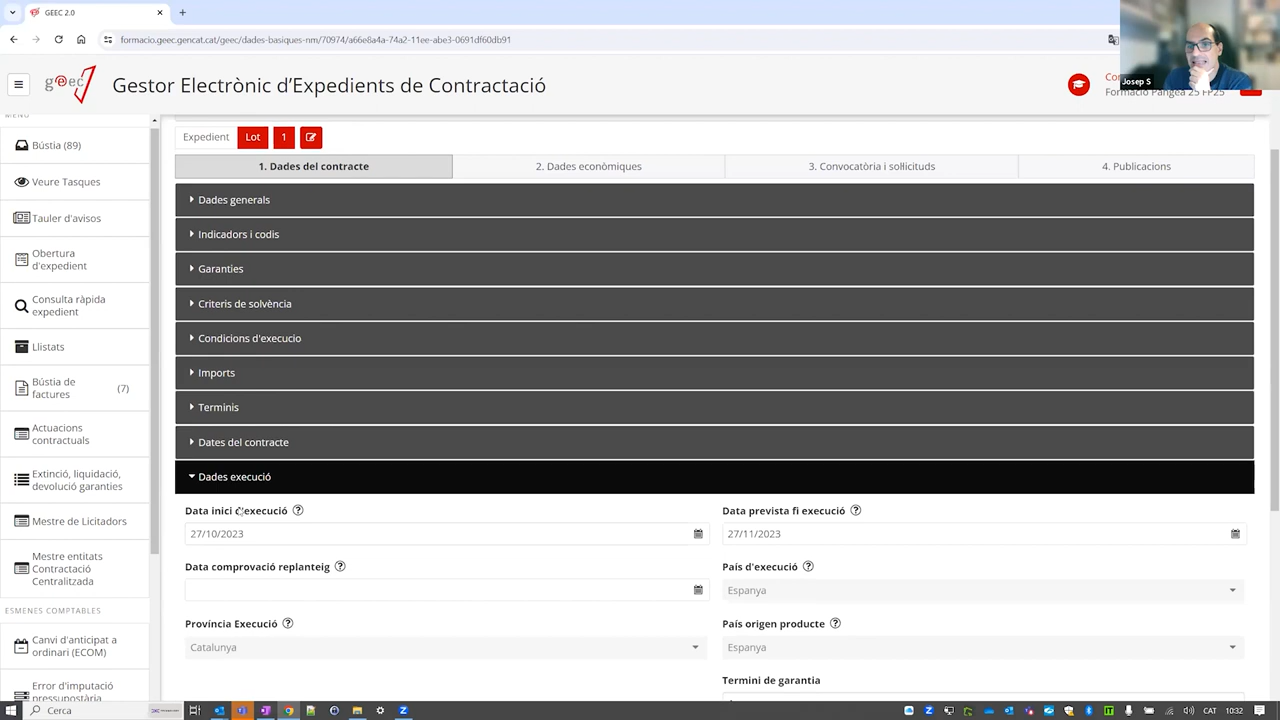 GEEC 2.0
formacio.geec.gencat.cat/geec/dades-basiques-nm/70974/a66e8a4a-74a2-11ee-abe3-0691df60db91
Josep S
geec
Gestor Electrònic d'Expedients de Contractació
Formació Pangea 25 FP25
MENÚ
Bústia (89)
Veure Tasques
Tauler d'avisos
Obertura
d'expedient
Consulta ràpida
expedient
Llistats
Bústia de
factures
(7)
Actuacions
contractuals
Extinció, liquidació,
devolució garanties
Mestre de Licitadors
Mestre entitats
Contractació
Centralitzada
ESMENES COMPTABLES
Canvi d'anticipat a
ordinari (ECOM)
Error d'imputació
pressupostària
Expedient Lot 1
1. Dades del contracte
2. Dades econòmiques
3. Convocatòria i sol·licituds
4. Publicacions
Dades generals
Indicadors i codis
Garanties
Criteris de solvència
Condicions d'execucio
Imports
Terminis
Dates del contracte
Dades execució
Data inici d'execució
Data prevista fi execució
27/10/2023
27/11/2023
Data comprovació replanteig
País d'execució
Espanya
Província Execució
País origen producte
Catalunya
Espanya
Termini de garantia
Cerca
CAT
10:32